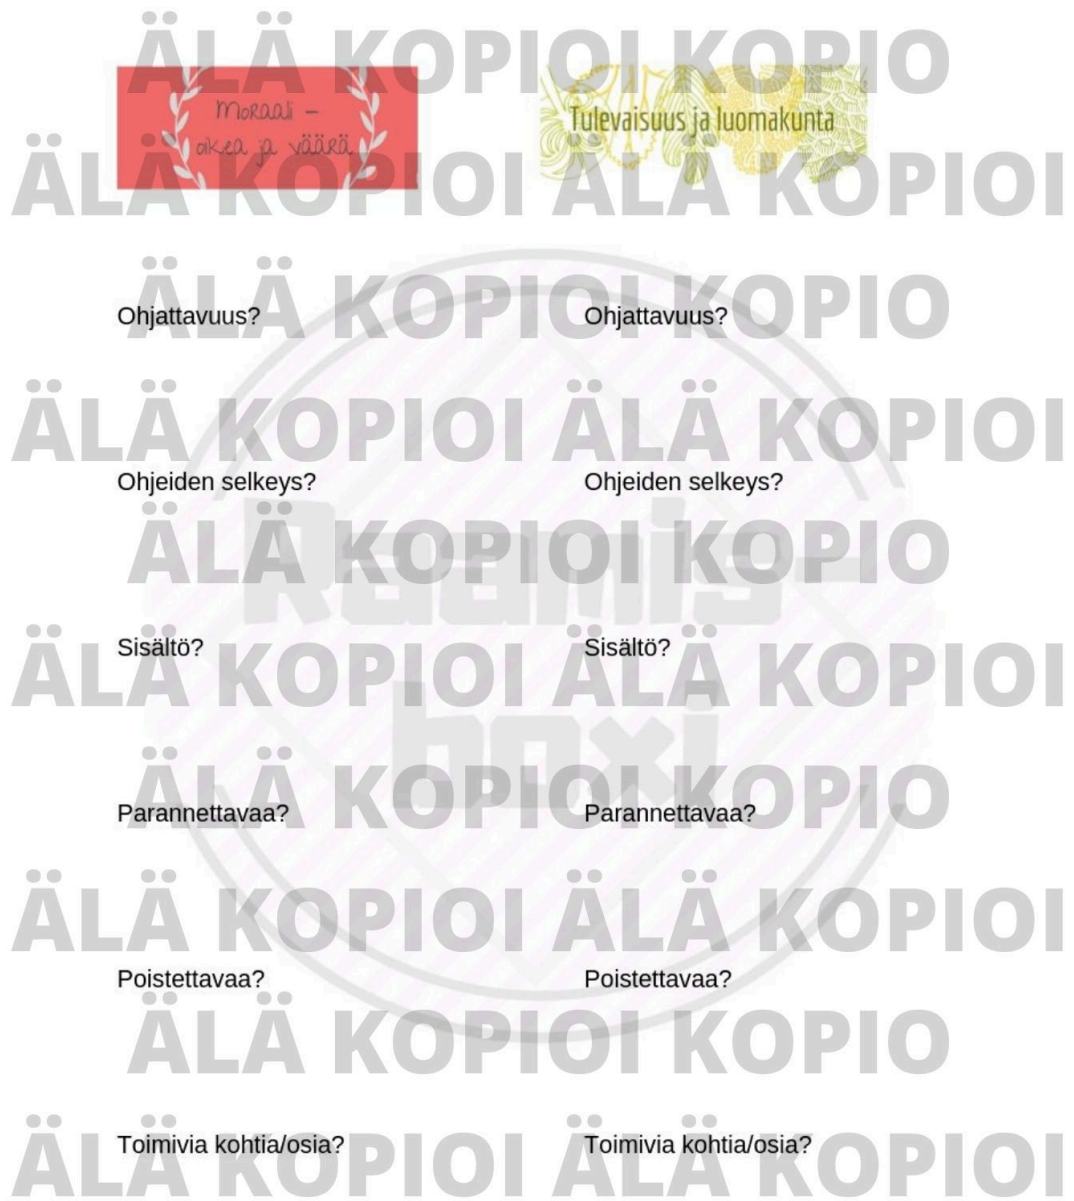 ÄLÄ KOPIOI KOPIO
Moraali –
oikea ja väärä
Tulevaisuus ja luomakunta
ÄLÄ KOPIOI ÄLÄ KOPIOI
ÄLÄ KOPIOI KOPIO
Ohjattavuus?
Ohjattavuus?
ÄLÄ KOPIOI ÄLÄ KOPIOI
Ohjeiden selkeys?
Ohjeiden selkeys?
Raamis-
ÄLÄ KOPIOI KOPIO
Sisältö?
Sisältö?
ÄLÄ KOPIOI ÄLÄ KOPIOI
boxi
ÄLÄ KOPIOI KOPIO
Parannettavaa?
Parannettavaa?
ÄLÄ KOPIOI ÄLÄ KOPIOI
Poistettavaa?
Poistettavaa?
ÄLÄ KOPIOI KOPIO
Toimivia kohtia/osia?
Toimivia kohtia/osia?
ÄLÄ KOPIOI ÄLÄ KOPIOI